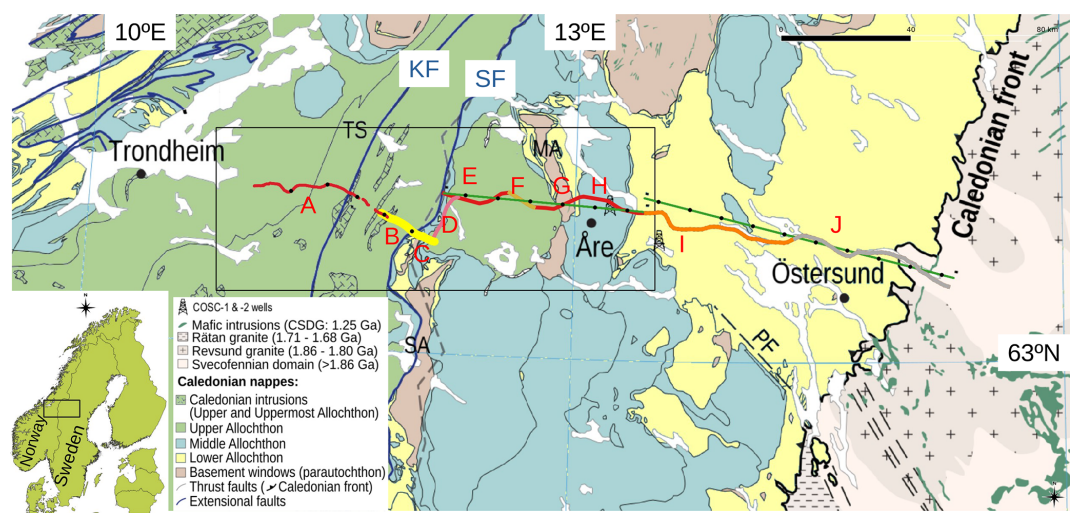 10ºE
13ºE
0
40
80 km
KF
SF
Caledonian front
TS
MA
Trondheim
A
B
C
D
E
F
G
H
I
J
Åre
Östersund
SA
PF
63ºN
N
Norway
Sweden
COSC-1 & -2 wells
Mafic intrusions (CSDG: 1.25 Ga)
Rätan granite (1.71 - 1.68 Ga)
Revsund granite (1.86 - 1.80 Ga)
Svecofennian domain (>1.86 Ga)
Caledonian nappes:
Caledonian intrusions
(Upper and Uppermost Allochthon)
Upper Allochthon
Middle Allochthon
Lower Allochthon
Basement windows (parautochthon)
Thrust faults ( Caledonian front)
Extensional faults